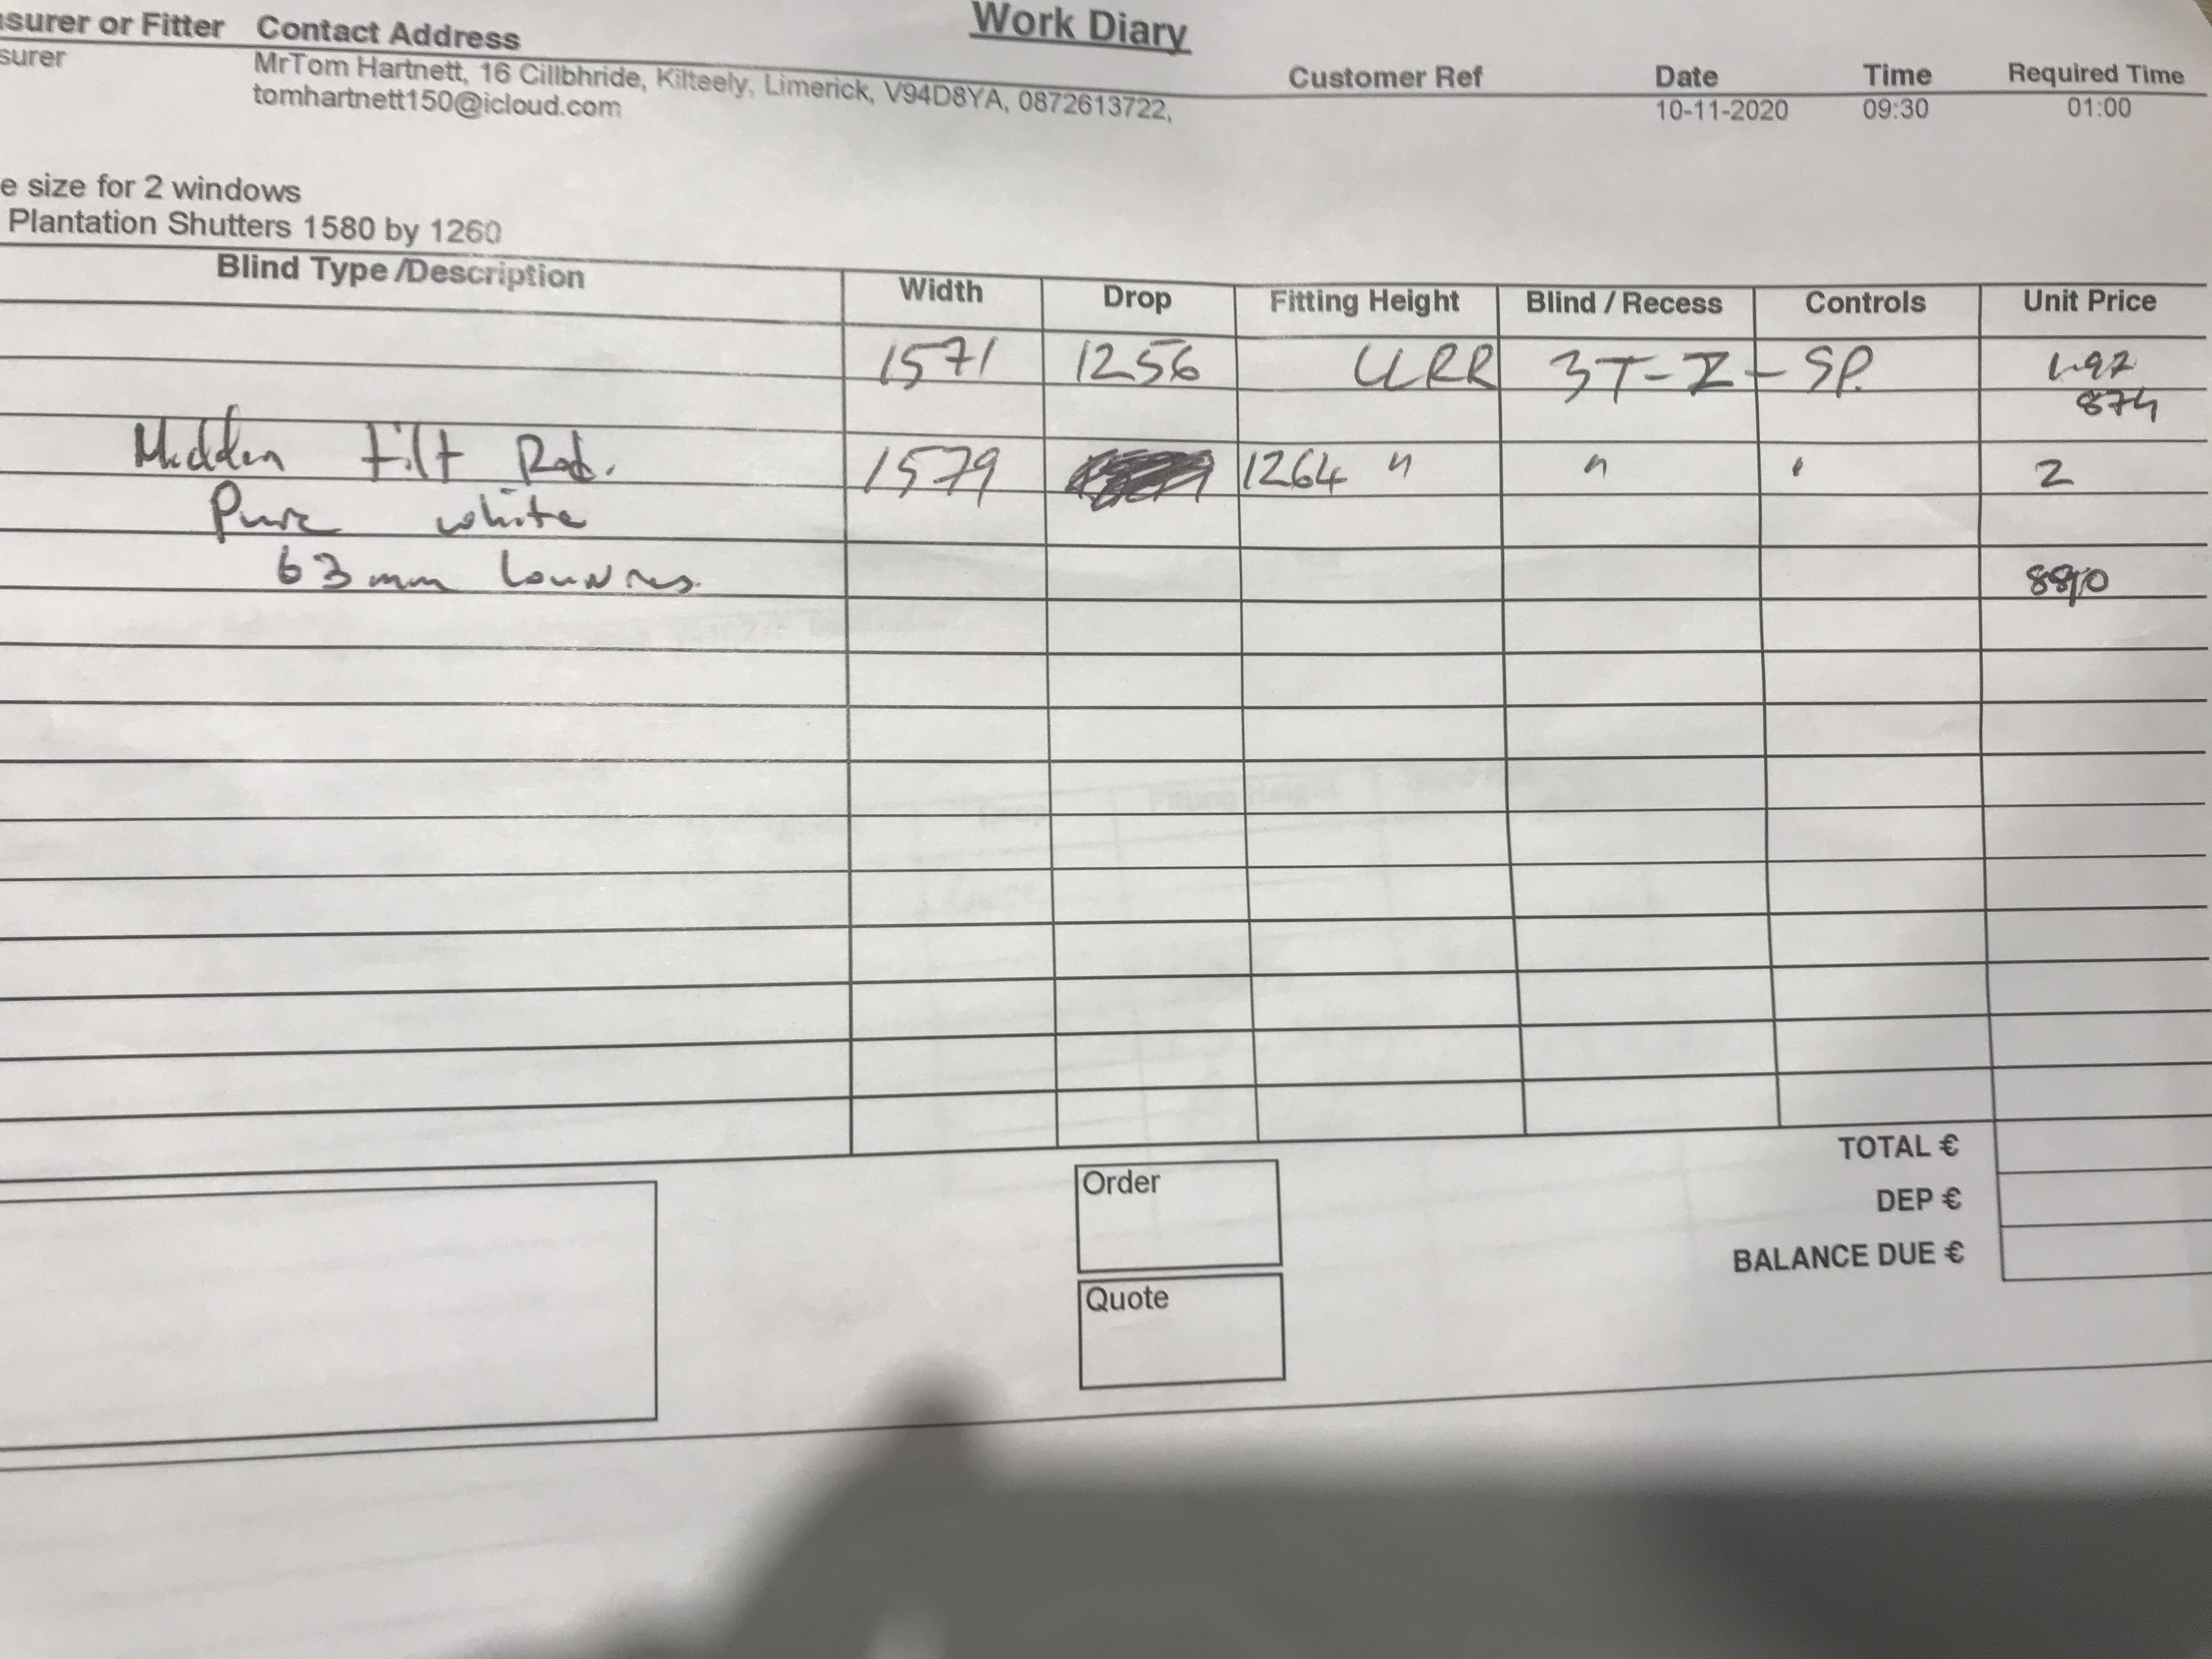 Work Diary
surer or Fitter Contact Address
surer MrTom Hartnett, 16 Cillbhride, Kilteely, Limerick, V94D8YA, 0872613722,
tomhartnett150@icloud.com
Customer Ref Date Time Required Time
10-11-2020 09:30 01:00
e size for 2 windows
Plantation Shutters 1580 by 1260
Blind Type /Description Width Drop Fitting Height Blind / Recess Controls Unit Price
1571 1256 LLRR 3T-Z-SP. 1.97
874
Hidden tilt Rod. 1579 1264 " " " 2
Pure white
63mm Louvres. 
TOTAL €
Order
DEP €
BALANCE DUE €
Quote